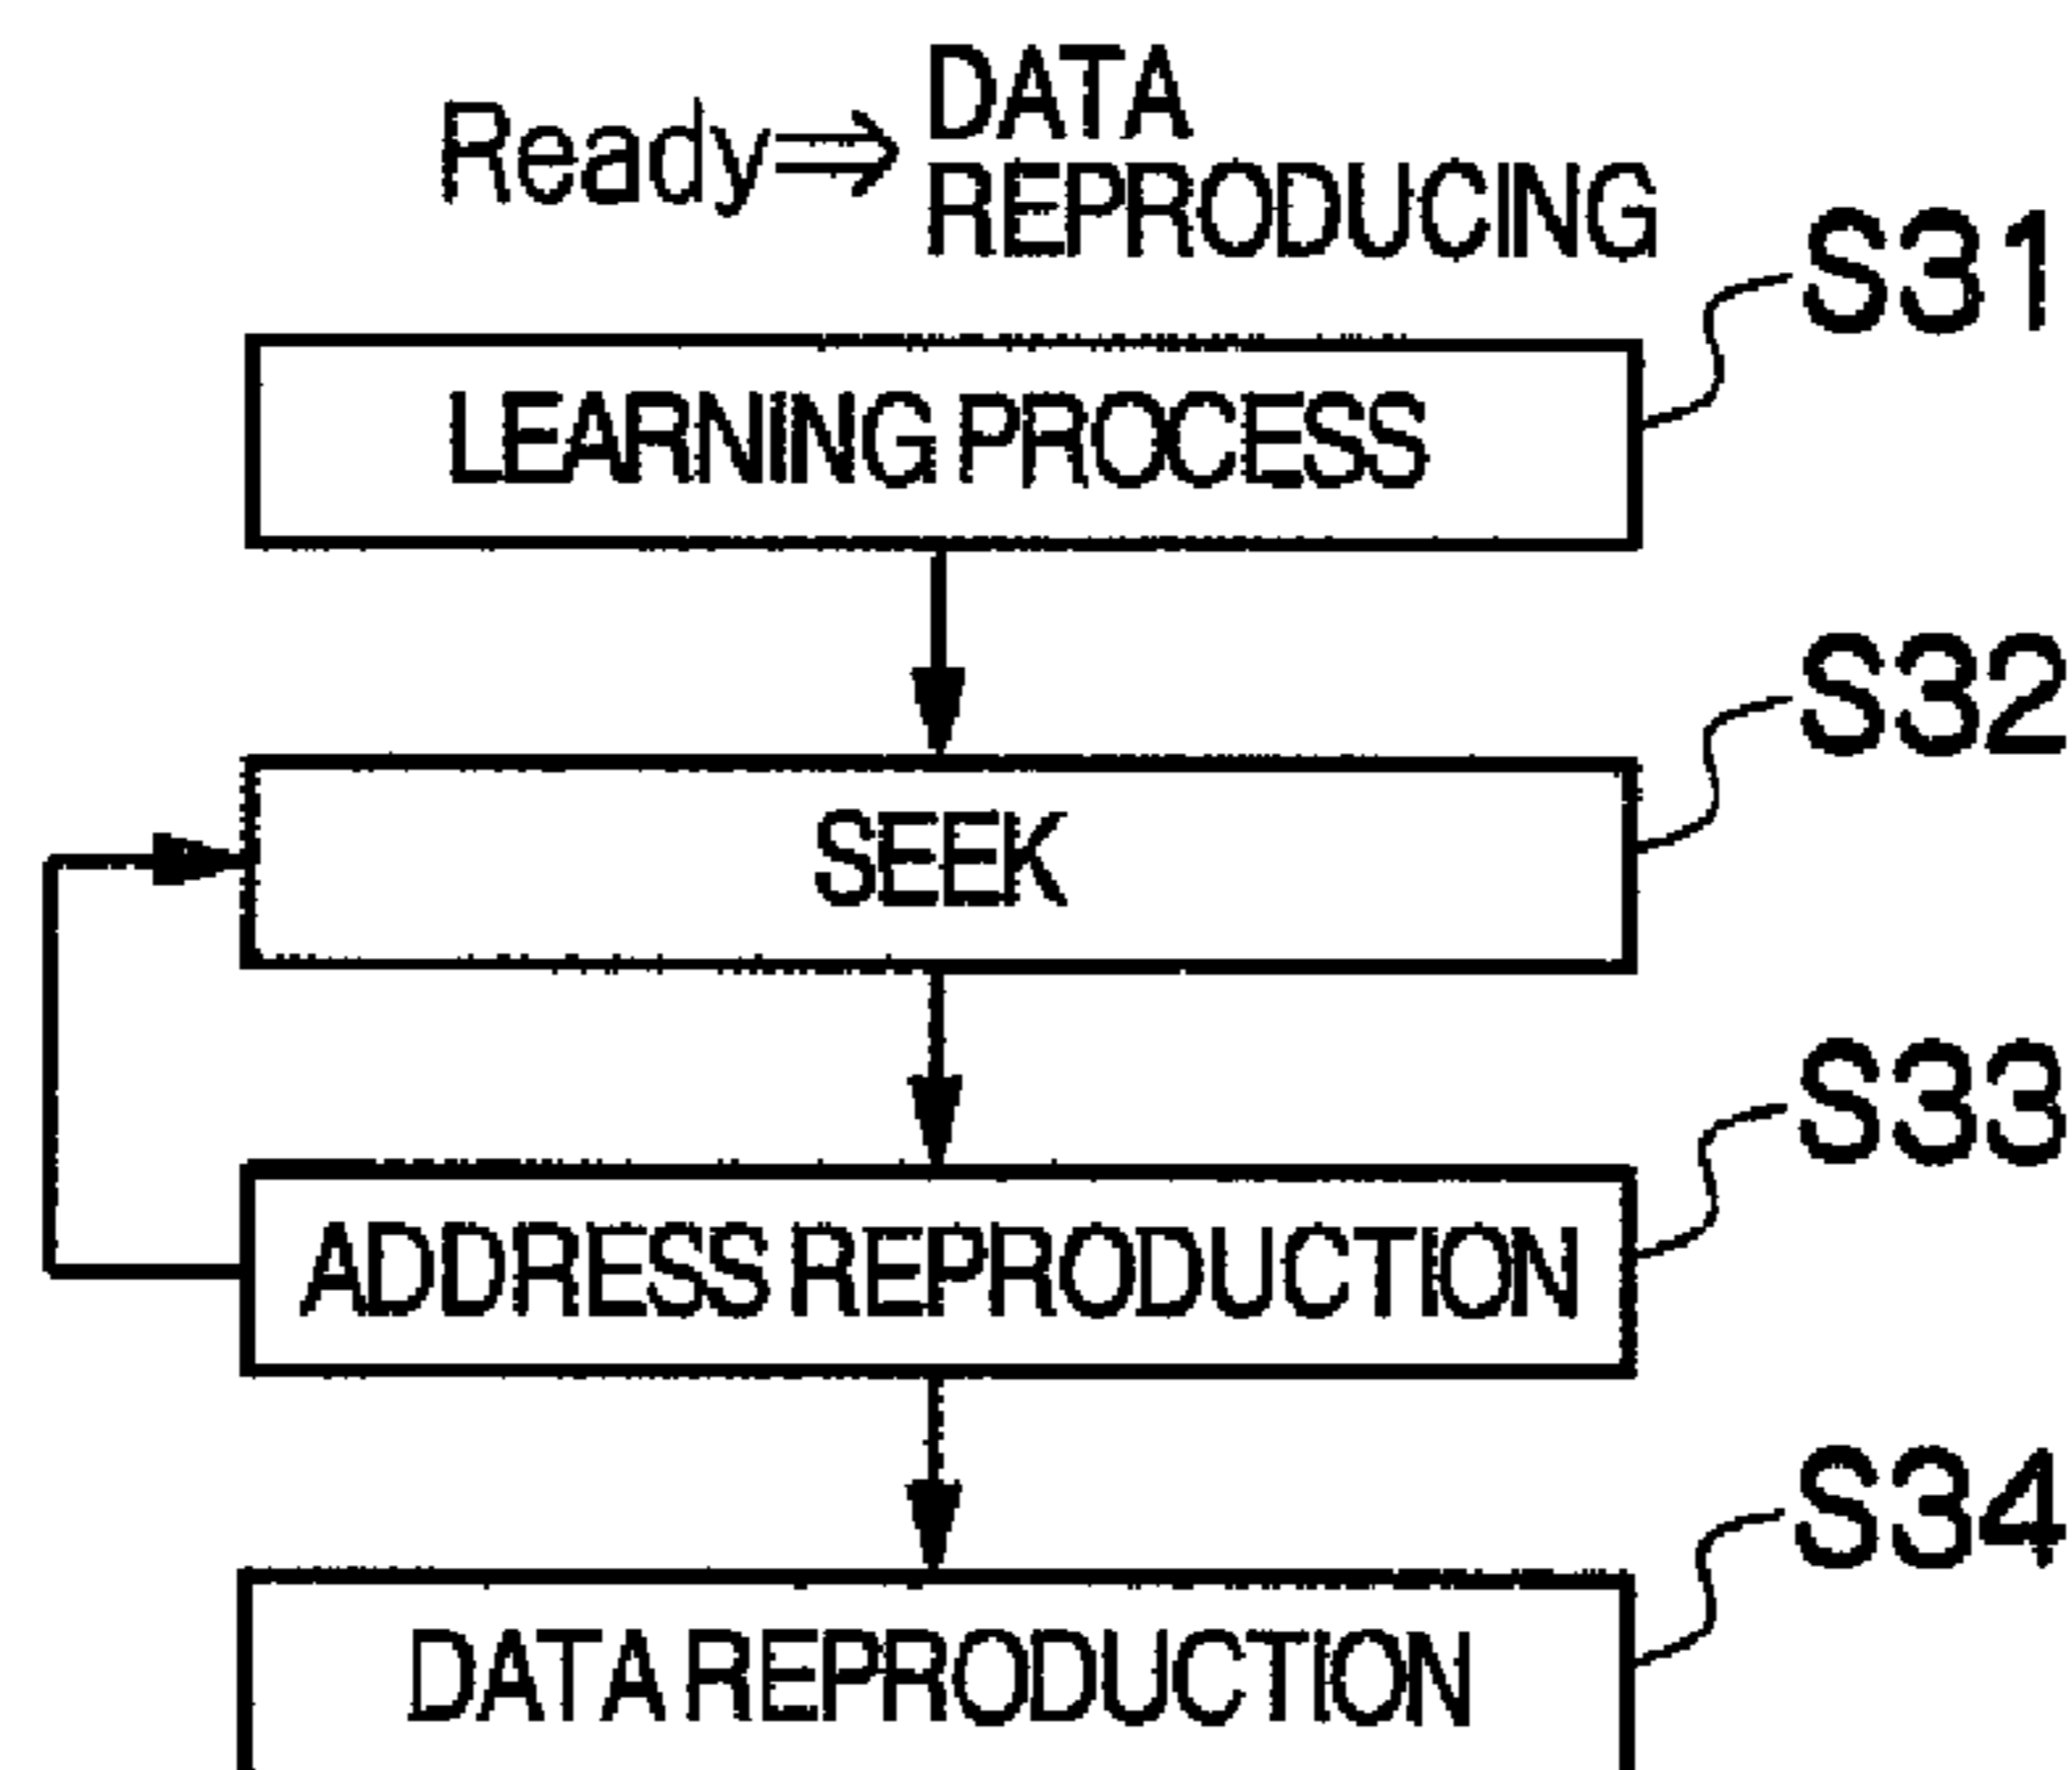 Ready⇒DATA
REPRODUCING
S31
LEARNING PROCESS
S32
SEEK
S33
ADDRESS REPRODUCTION
S34
DATA REPRODUCTION